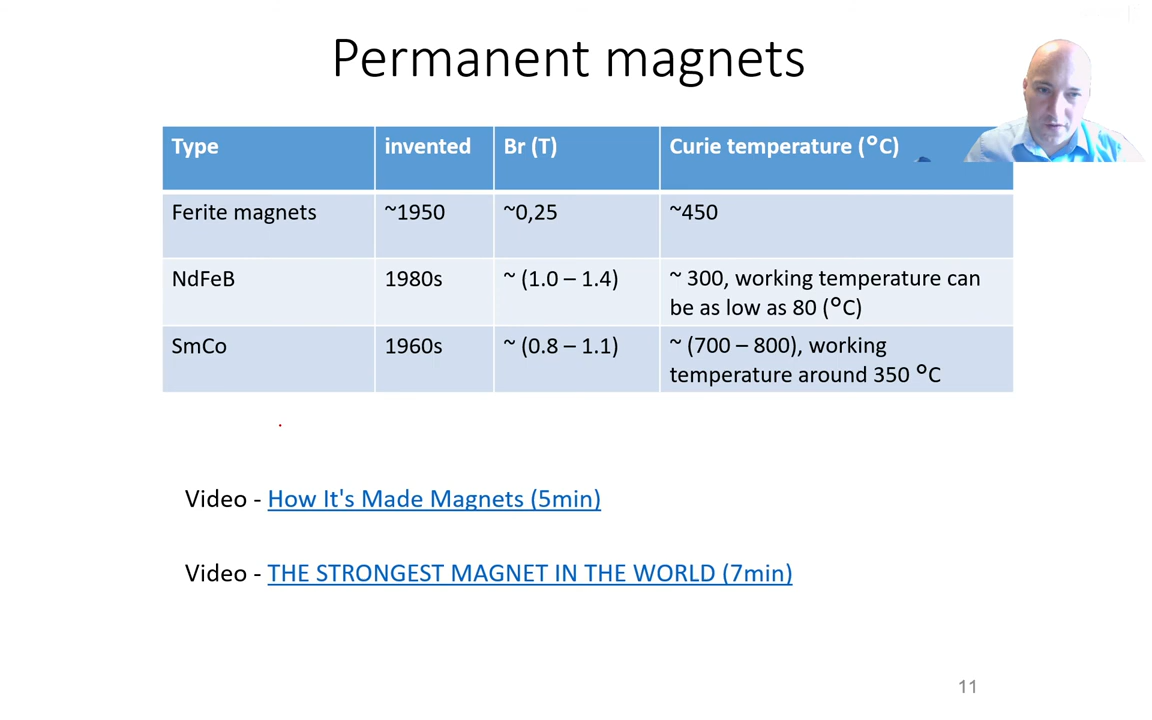 Permanent magnets
Type invented Br (T) Curie temperature (°C)
Ferite magnets ~1950 ~0,25 ~450
NdFeB 1980s ~ (1.0 – 1.4) ~ 300, working temperature can
be as low as 80 (°C)
SmCo 1960s ~ (0.8 – 1.1) ~ (700 – 800), working
temperature around 350 °C
Video - How It's Made Magnets (5min)
Video - THE STRONGEST MAGNET IN THE WORLD (7min)
11